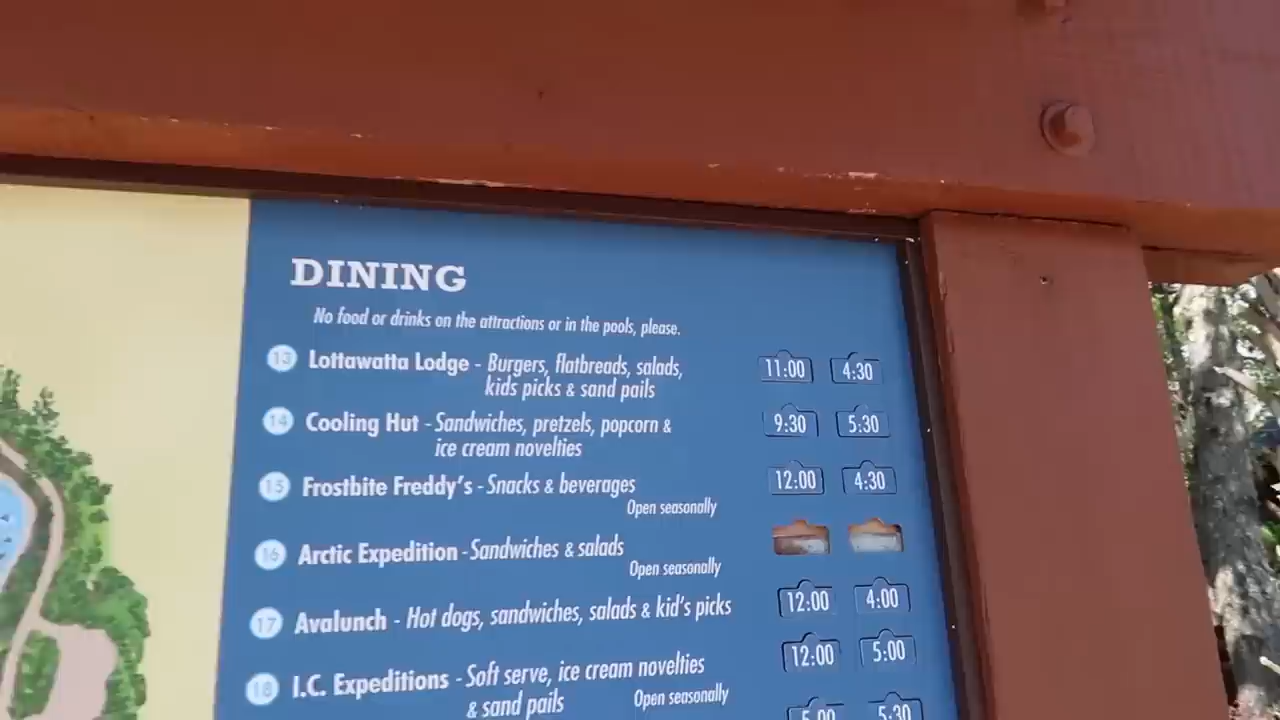 DINING
No food or drinks on the attractions or in the pools, please.
13 Lottawatta Lodge - Burgers, flatbreads, salads, 11:00 4:30
kids picks & sand pails
14 Cooling Hut - Sandwiches, pretzels, popcorn & 9:30 5:30
ice cream novelties
15 Frostbite Freddy's - Snacks & beverages 12:00 4:30
Open seasonally
16 Arctic Expedition - Sandwiches & salads
Open seasonally
17 Avalunch - Hot dogs, sandwiches, salads & kid's picks 12:00 4:00
18 I.C. Expeditions - Soft serve, ice cream novelties 12:00 5:00
& sand pails Open seasonally
5:00 5:30